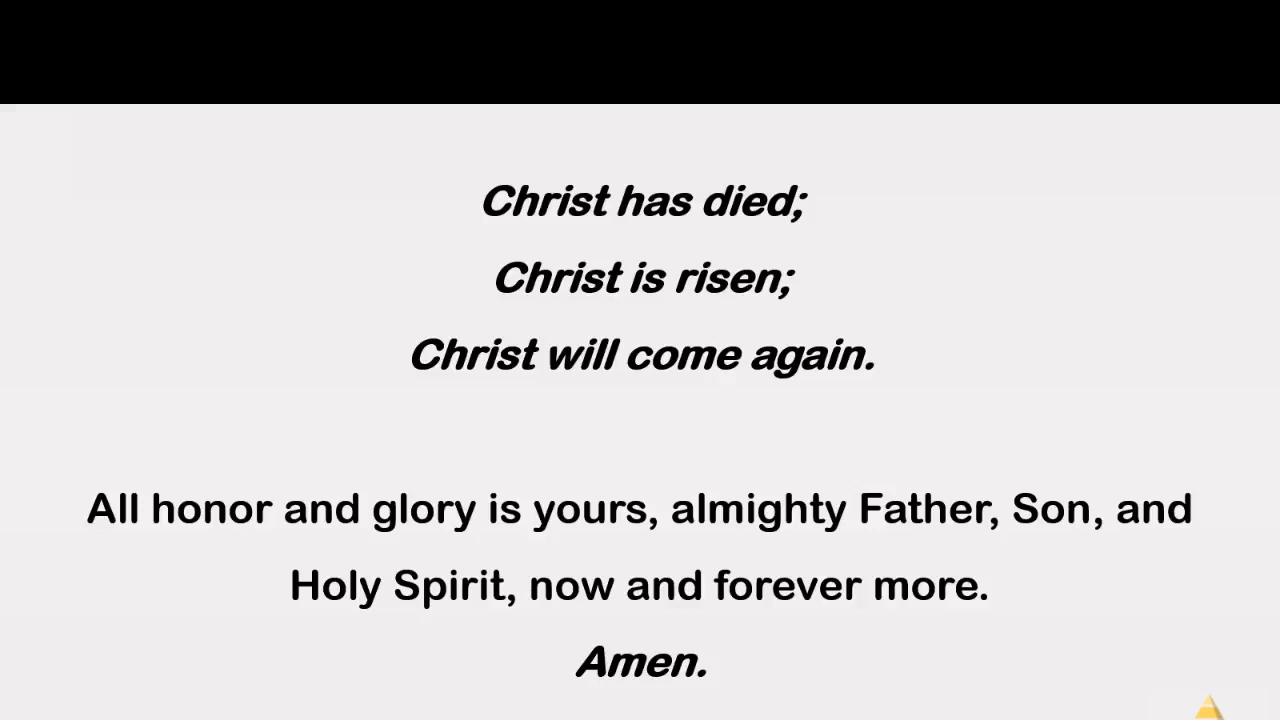 Christ has died;
Christ is risen;
Christ will come again.
All honor and glory is yours, almighty Father, Son, and
Holy Spirit, now and forever more.
Amen.